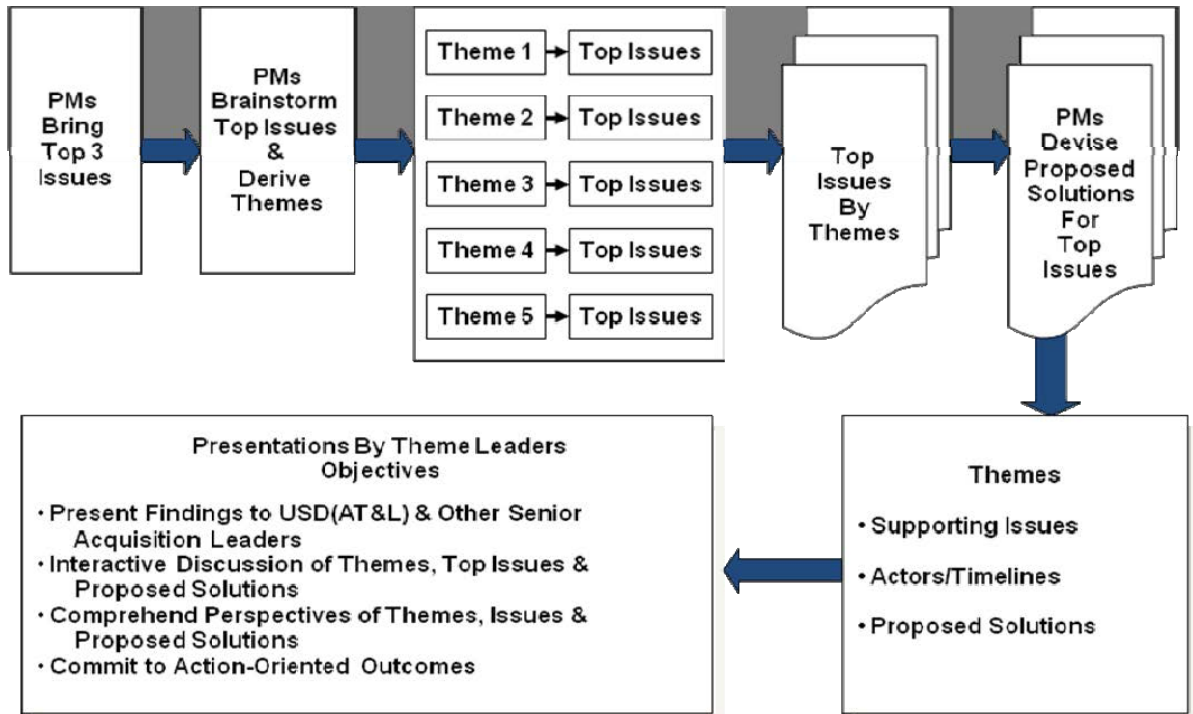 PMs
Bring
Top 3
Issues
PMs
Brainstorm
Top Issues
&
Derive
Themes
Theme 1
Top Issues
Theme 2
Top Issues
Theme 3
Top Issues
Theme 4
Top Issues
Theme 5
Top Issues
Top
Issues
By
Themes
PMs
Devise
Proposed
Solutions
For
Top
Issues
Presentations By Theme Leaders
Objectives
• Present Findings to USD(AT&L) & Other Senior
Acquisition Leaders
• Interactive Discussion of Themes, Top Issues &
Proposed Solutions
• Comprehend Perspectives of Themes, Issues &
Proposed Solutions
• Commit to Action-Oriented Outcomes
Themes
• Supporting Issues
• Actors/Timelines
• Proposed Solutions